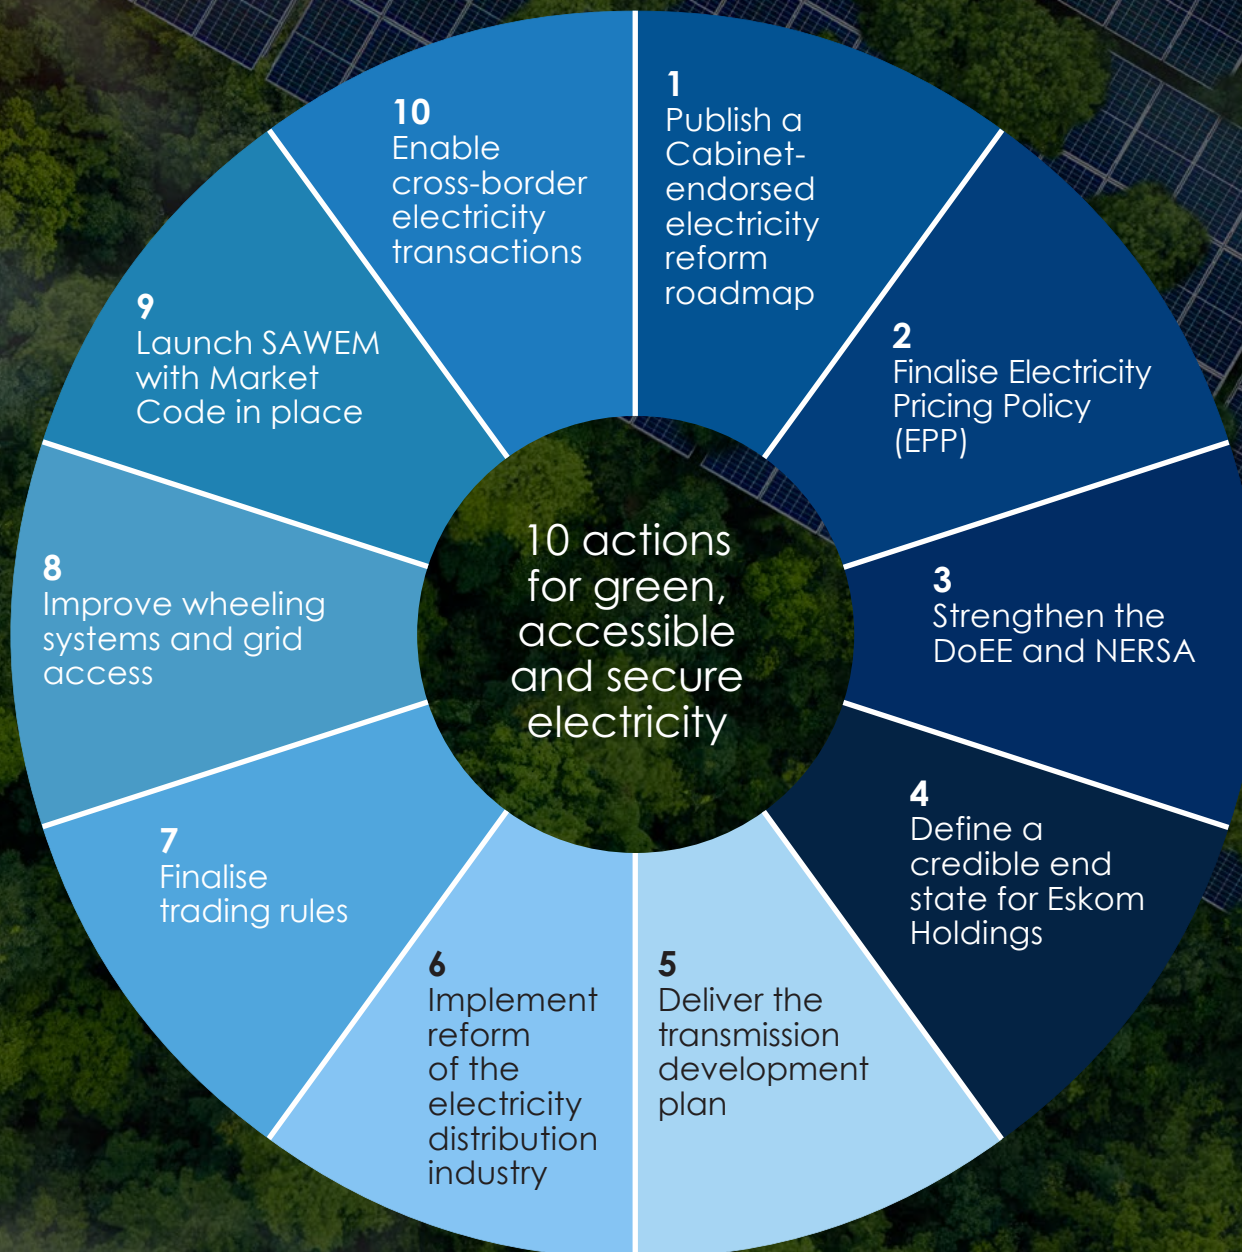 10 actions
for green,
accessible
and secure
electricity
1
Publish a
Cabinet-
endorsed
electricity
reform
roadmap
2
Finalise Electricity
Pricing Policy
(EPP)
3
Strengthen the
DoEE and NERSA
4
Define a
credible end
state for Eskom
Holdings
5
Deliver the
transmission
development
plan
6
Implement
reform
of the
electricity
distribution
industry
7
Finalise
trading rules
8
Improve wheeling
systems and grid
access
9
Launch SAWEM
with Market
Code in place
10
Enable
cross-border
electricity
transactions